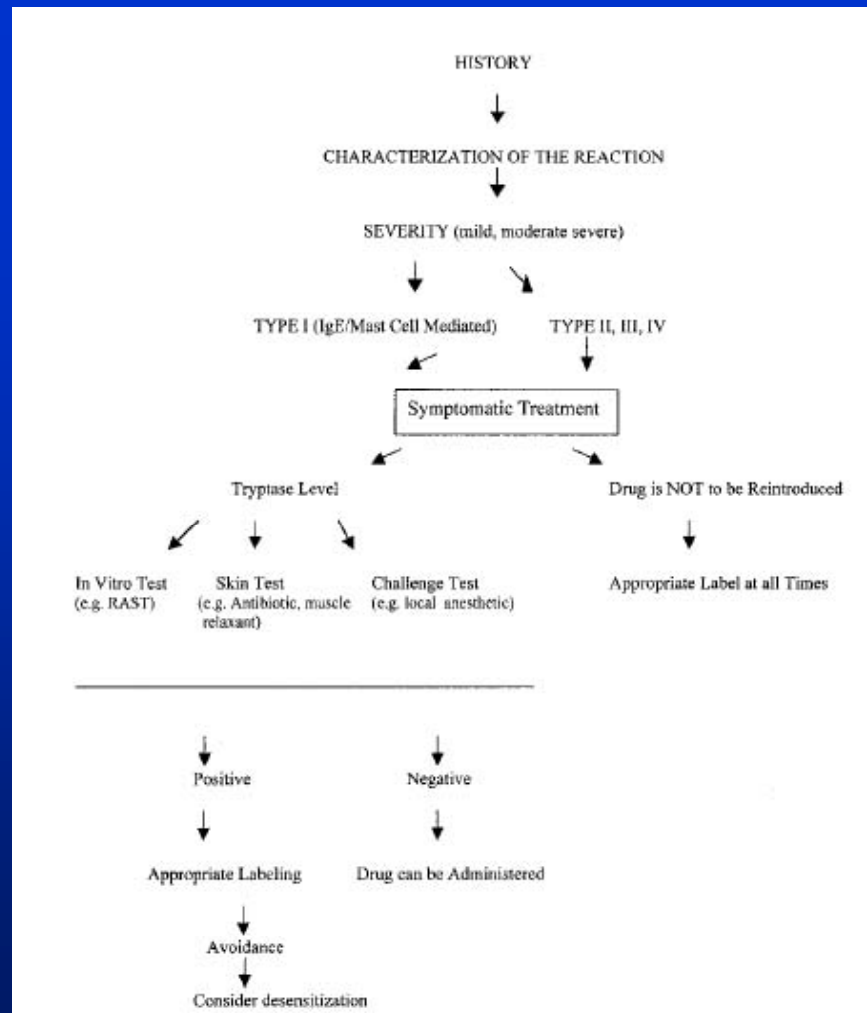 HISTORY
CHARACTERIZATION OF THE REACTION
SEVERITY (mild, moderate severe)
TYPE I (IgE/Mast Cell Mediated)
TYPE II, III, IV
Symptomatic Treatment
Tryptase Level
Drug is NOT to be Reintroduced
In Vitro Test
(e.g. RAST)
Skin Test
(e.g. Antibiotic, muscle
relaxant)
Challenge Test
(e.g. local anesthetic)
Appropriate Label at all Times
Positive
Negative
Appropriate Labeling
Drug can be Administered
Avoidance
Consider desensitization